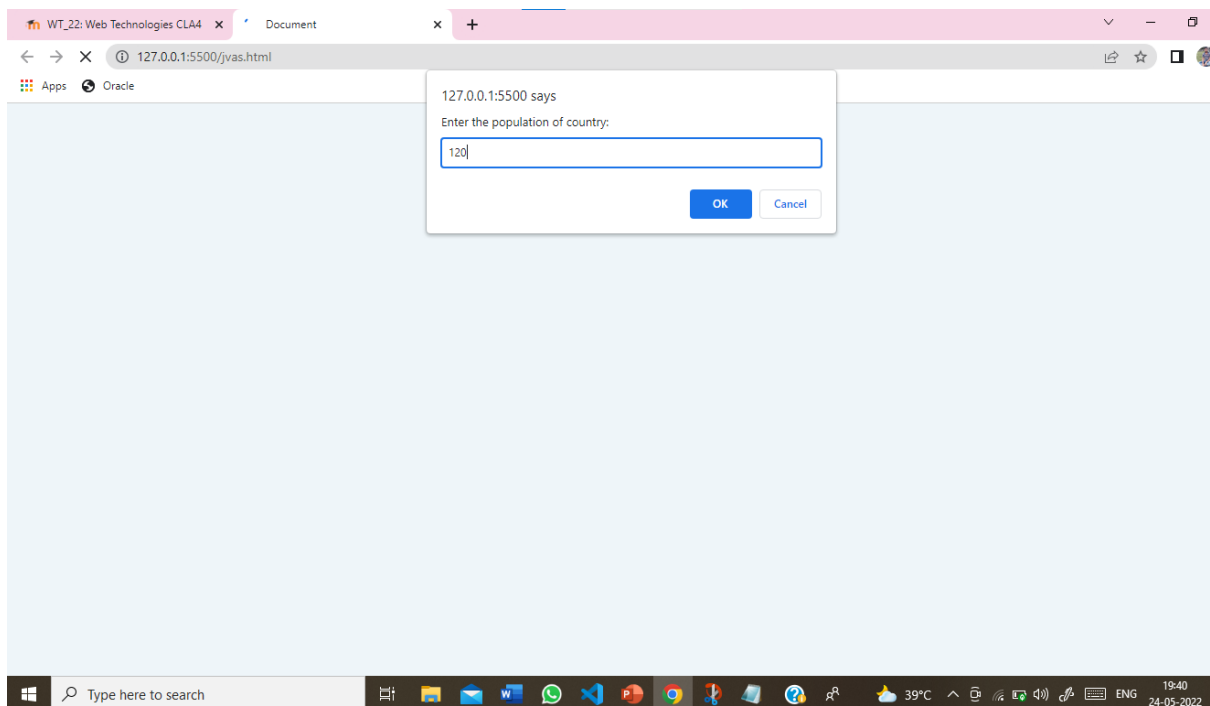 WT_22: Web Technologies CLA4
Document
127.0.0.1:5500/jvas.html
Apps
Oracle
127.0.0.1:5500 says
Enter the population of country:
120
OK
Cancel
Type here to search
39°C
ENG
19:40
24-05-2022